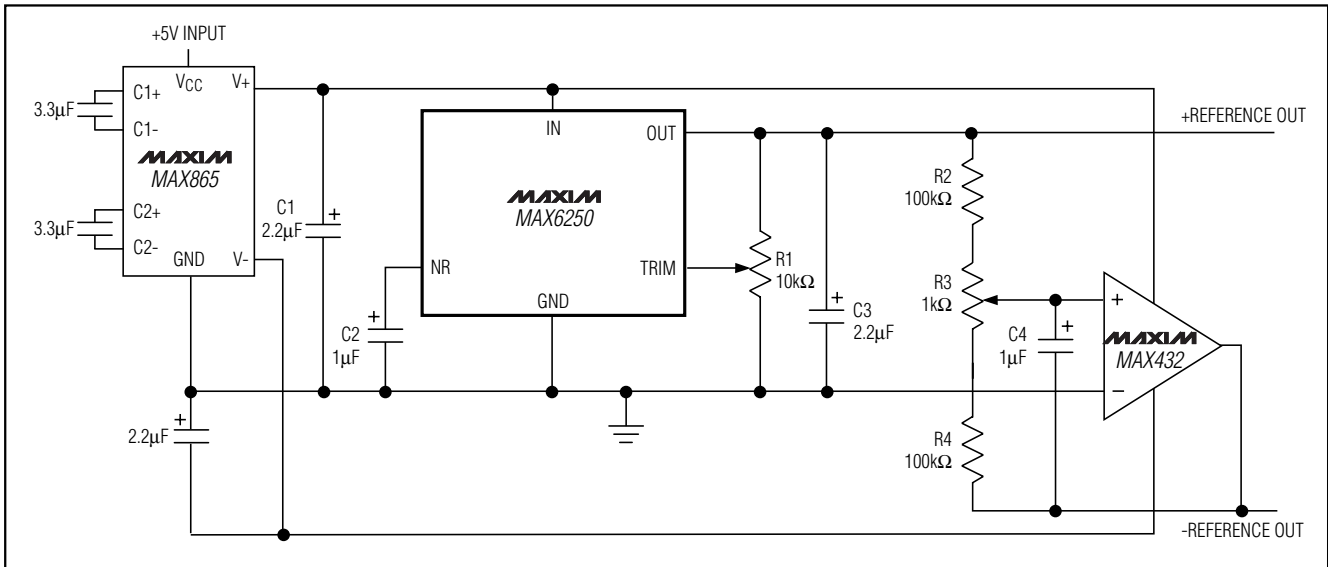 +5V INPUT
VCC
V+
C1+
3.3µF
C1-
MAXIM
MAX865
C2+
3.3µF
C2-
GND
V-
C1
2.2µF
+
IN
OUT
MAXIM
MAX6250
NR
TRIM
GND
+
C2
1µF
R1
10kΩ
+
C3
2.2µF
+REFERENCE OUT
R2
100kΩ
R3
1kΩ
+
C4
1µF
+
MAXIM
MAX432
−
+
2.2µF
R4
100kΩ
-REFERENCE OUT